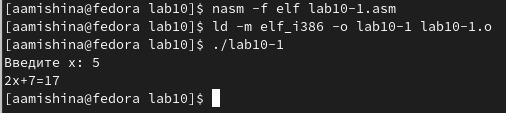 [aamishina@fedora lab10]$ nasm -f elf lab10-1.asm
[aamishina@fedora lab10]$ ld -m elf_i386 -o lab10-1 lab10-1.o
[aamishina@fedora lab10]$ ./lab10-1
Введите x: 5
2x+7=17
[aamishina@fedora lab10]$